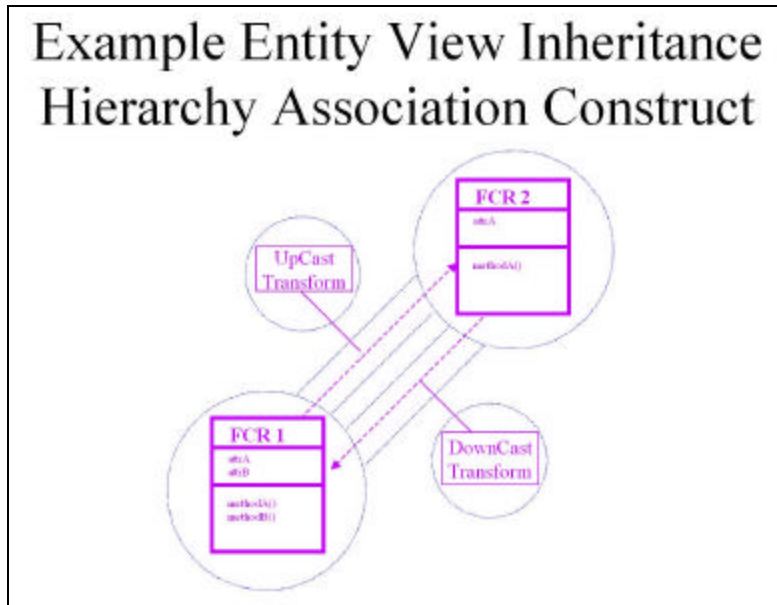 Example Entity View Inheritance
Hierarchy Association Construct
FCR 2
attrA
methodA()
UpCast
Transform
FCR 1
attrA
attrB
methodA()
methodB()
DownCast
Transform